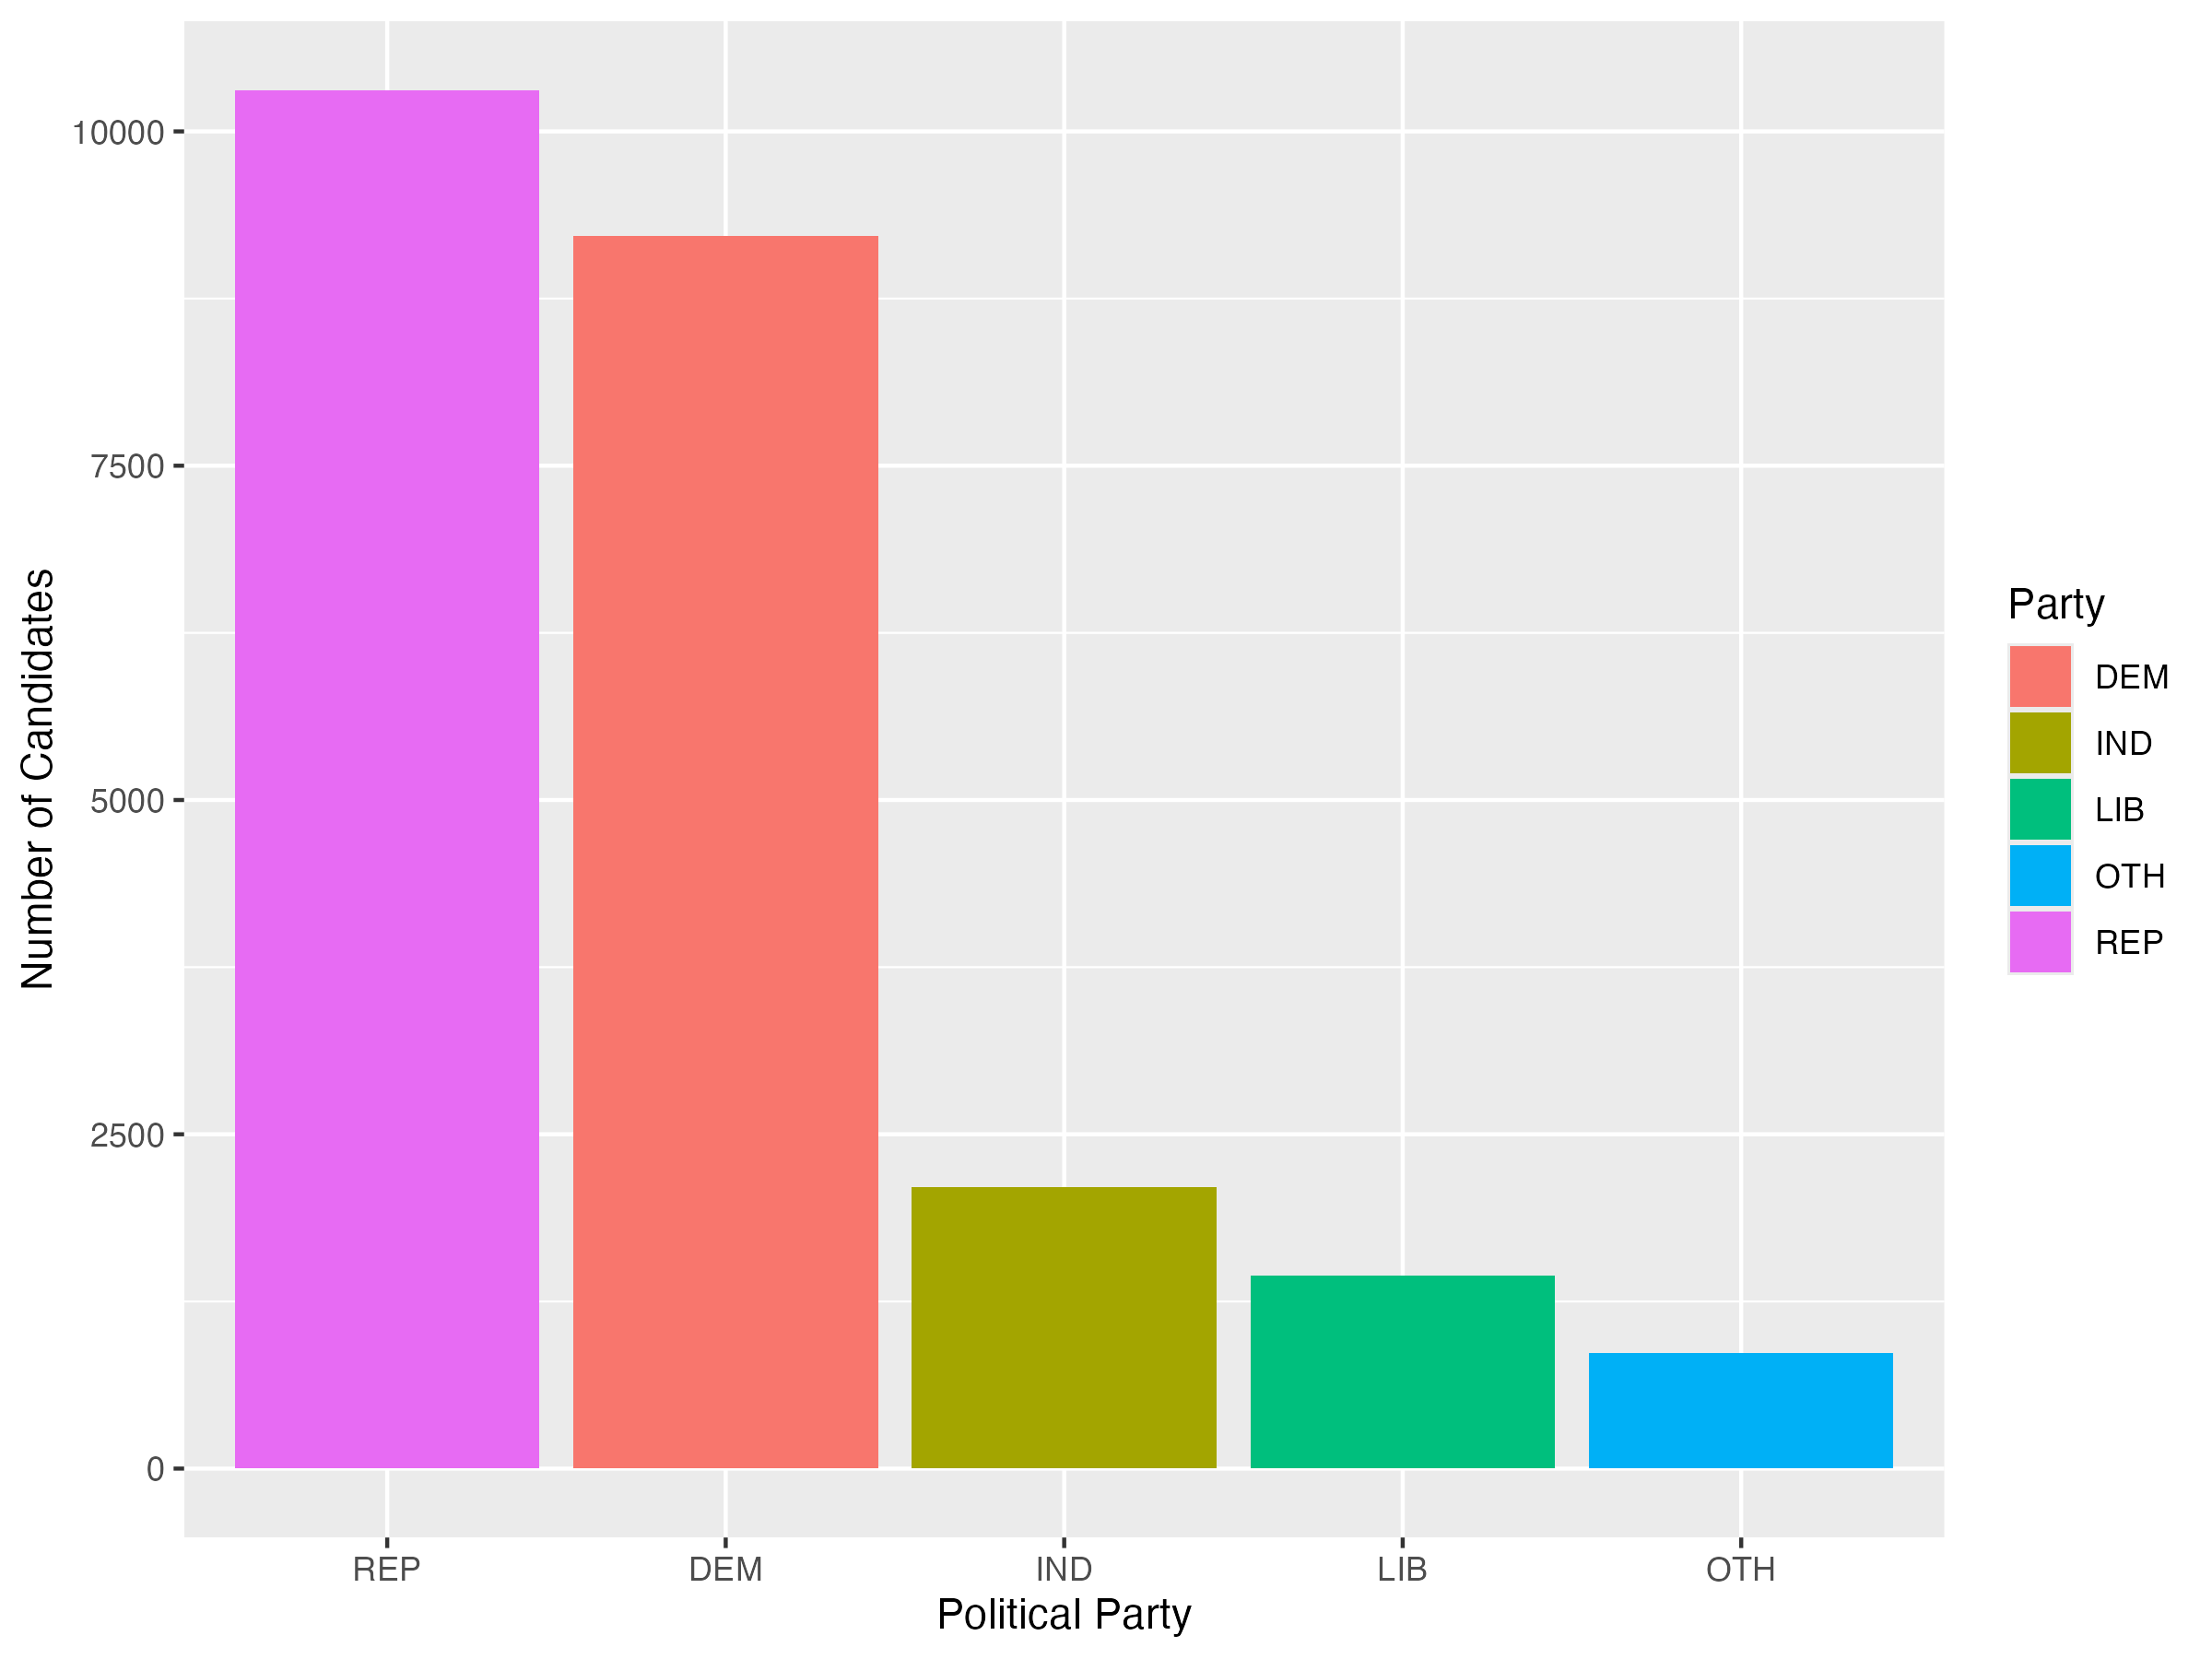 Number of Candidates
10000
7500
5000
2500
0
REP DEM IND LIB OTH
Political Party
Party
DEM
IND
LIB
OTH
REP